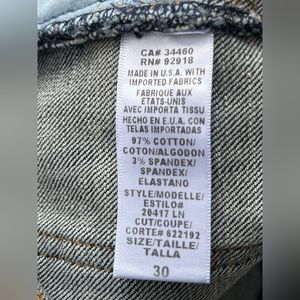 CA# 34460
RN# 92918
MADE IN U.S.A. WITH
IMPORTED FABRICS
FABRIQUE AUX
ETATS-UNIS
AVEC IMPORTA TISSU
HECHO EN E.U.A. CON
TELAS IMPORTADAS
97% COTTON/
COTON/ALGODON
3% SPANDEX/
SPANDEX/
ELASTANO
STYLE/MODELLE/
ESTILO#
20417 LN
CUT/COUPE/
CORTE# 622192
SIZE/TAILLE/
TALLA
30